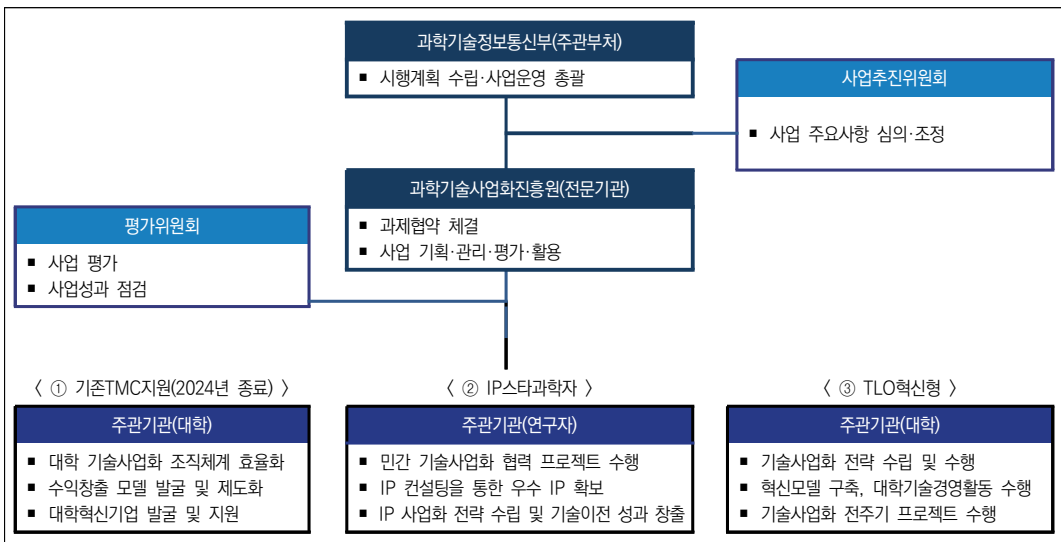 과학기술정보통신부(주관부처)
▪ 시행계획 수립·사업운영 총괄
사업추진위원회
▪ 사업 주요사항 심의·조정
과학기술사업화진흥원(전문기관)
▪ 과제협약 체결
▪ 사업 기획·관리·평가·활용
평가위원회
▪ 사업 평가
▪ 사업성과 점검
〈 ① 기존TMC지원(2024년 종료) 〉
주관기관(대학)
▪ 대학 기술사업화 조직체계 효율화
▪ 수익창출 모델 발굴 및 제도화
▪ 대학혁신기업 발굴 및 지원
〈 ② IP스타과학자 〉
주관기관(연구자)
▪ 민간 기술사업화 협력 프로젝트 수행
▪ IP 컨설팅을 통한 우수 IP 확보
▪ IP 사업화 전략 수립 및 기술이전 성과 창출
〈 ③ TLO혁신형 〉
주관기관(대학)
▪ 기술사업화 전략 수립 및 수행
▪ 혁신모델 구축, 대학기술경영활동 수행
▪ 기술사업화 전주기 프로젝트 수행